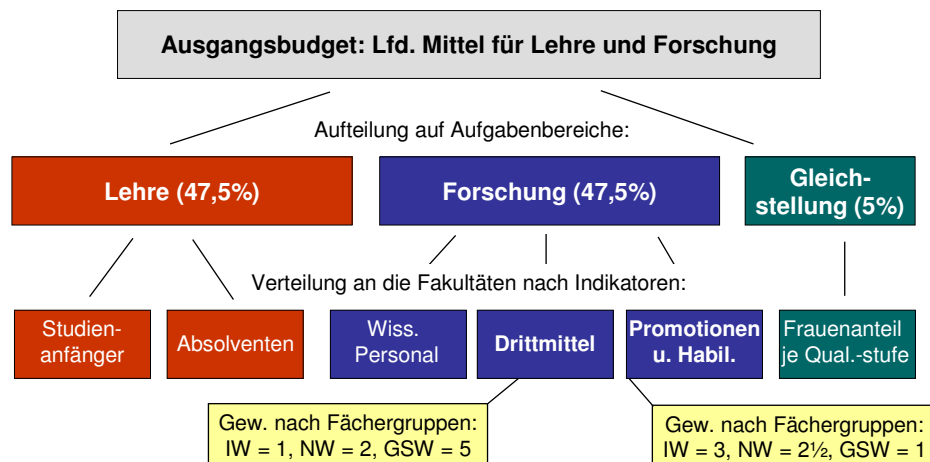 Ausgangsbudget: Lfd. Mittel für Lehre und Forschung
Aufteilung auf Aufgabenbereiche:
Lehre (47,5%)
Forschung (47,5%)
Gleich-
stellung (5%)
Verteilung an die Fakultäten nach Indikatoren:
Studien-
anfänger
Absolventen
Wiss.
Personal
Drittmittel
Promotionen
u. Habil.
Frauenanteil
je Qual.-stufe
Gew. nach Fächergruppen:
IW = 1, NW = 2, GSW = 5
Gew. nach Fächergruppen:
IW = 3, NW = 2½, GSW = 1